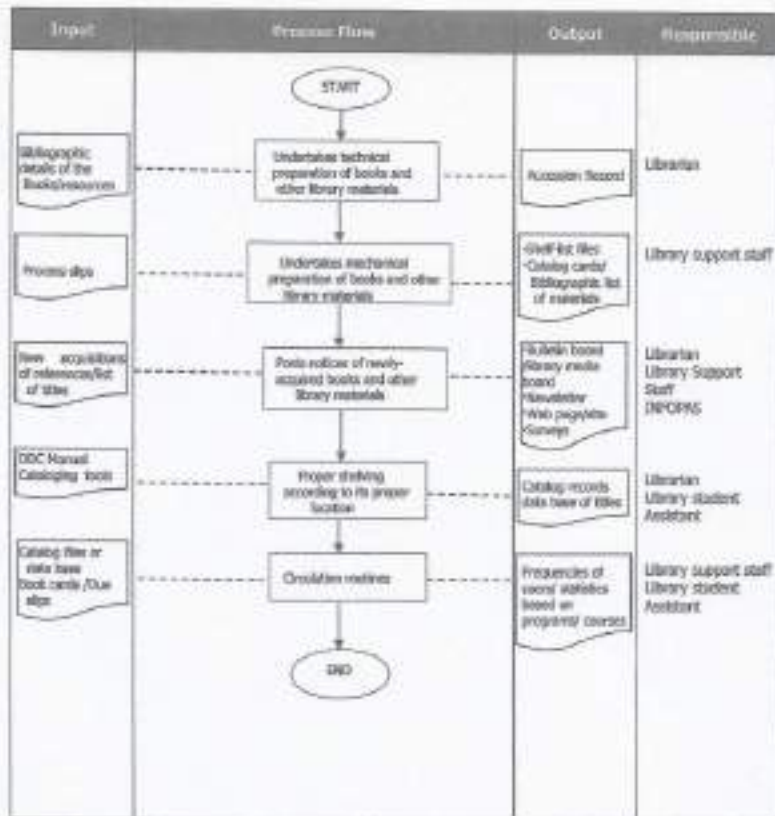 Input
Process Flow
Output
Responsible
START
Bibliographic
details of the
Books/resources
Undertakes technical
preparation of books and
other library materials
Accession Record
Librarian
Process slips
Undertakes mechanical
preparation of books and other
library materials
•Shelf-list files
•Catalog cards/
Bibliographic list
of materials
Library support staff
New acquisitions
of references/list
of titles
Posts notices of newly-
acquired books and other
library materials
•Bulletin board
/library media
board
•Newsletter
•Web page/site
•Surveys
Librarian
Library Support
Staff
INFOPAS
DDC Manual
Cataloging tools
Proper shelving
according to its proper
location
Catalog records
data base of titles
Librarian
Library student
Assistant
Catalog files or
data base
Book cards /Due
slips
Circulation routines
Frequencies of
users/ statistics
based on
programs/ courses
Library support staff
Library student
Assistant
END